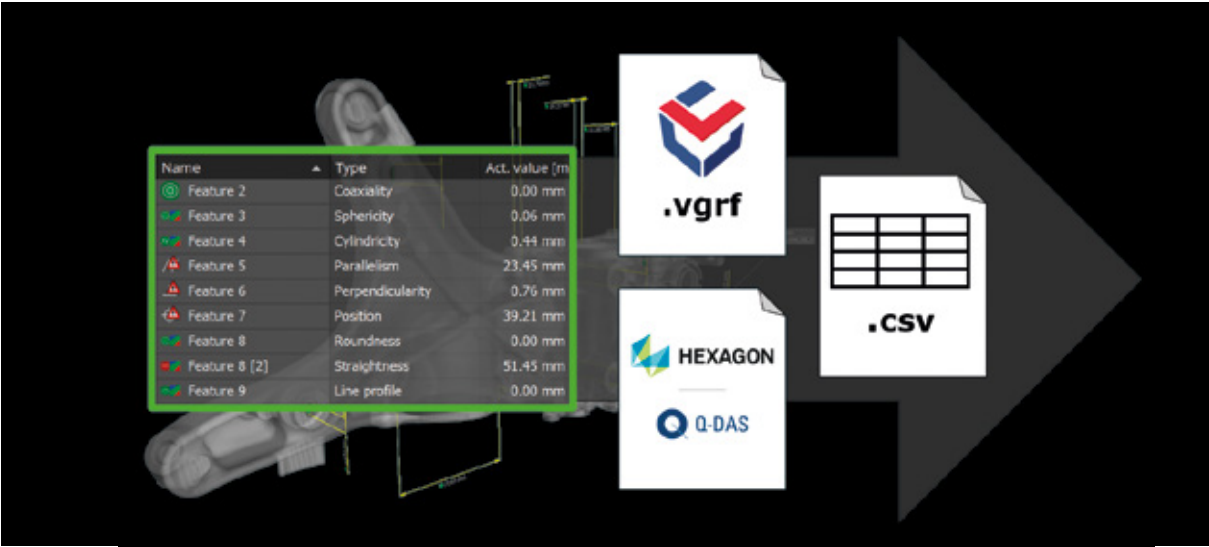 Name Type Act. value [m
Feature 2 Coaxiality 0.00 mm
Feature 3 Sphericity 0.06 mm
Feature 4 Cylindricity 0.44 mm
Feature 5 Parallelism 23.45 mm
Feature 6 Perpendicularity 0.76 mm
Feature 7 Position 39.21 mm
Feature 8 Roundness 0.00 mm
Feature 8 [2] Straightness 51.45 mm
Feature 9 Line profile 0.00 mm
.vgrf
HEXAGON
Q-DAS
.csv